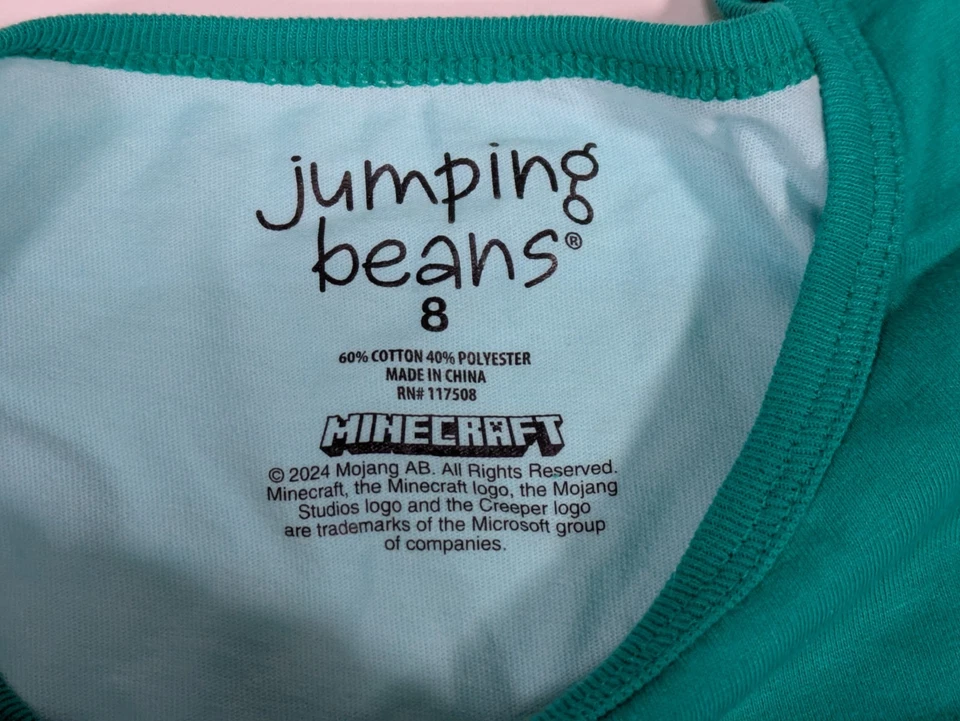 jumping
beans®
8
60% COTTON 40% POLYESTER
MADE IN CHINA
RN# 117508
MINECRAFT
© 2024 Mojang AB. All Rights Reserved.
Minecraft, the Minecraft logo, the Mojang
Studios logo and the Creeper logo
are trademarks of the Microsoft group
of companies.